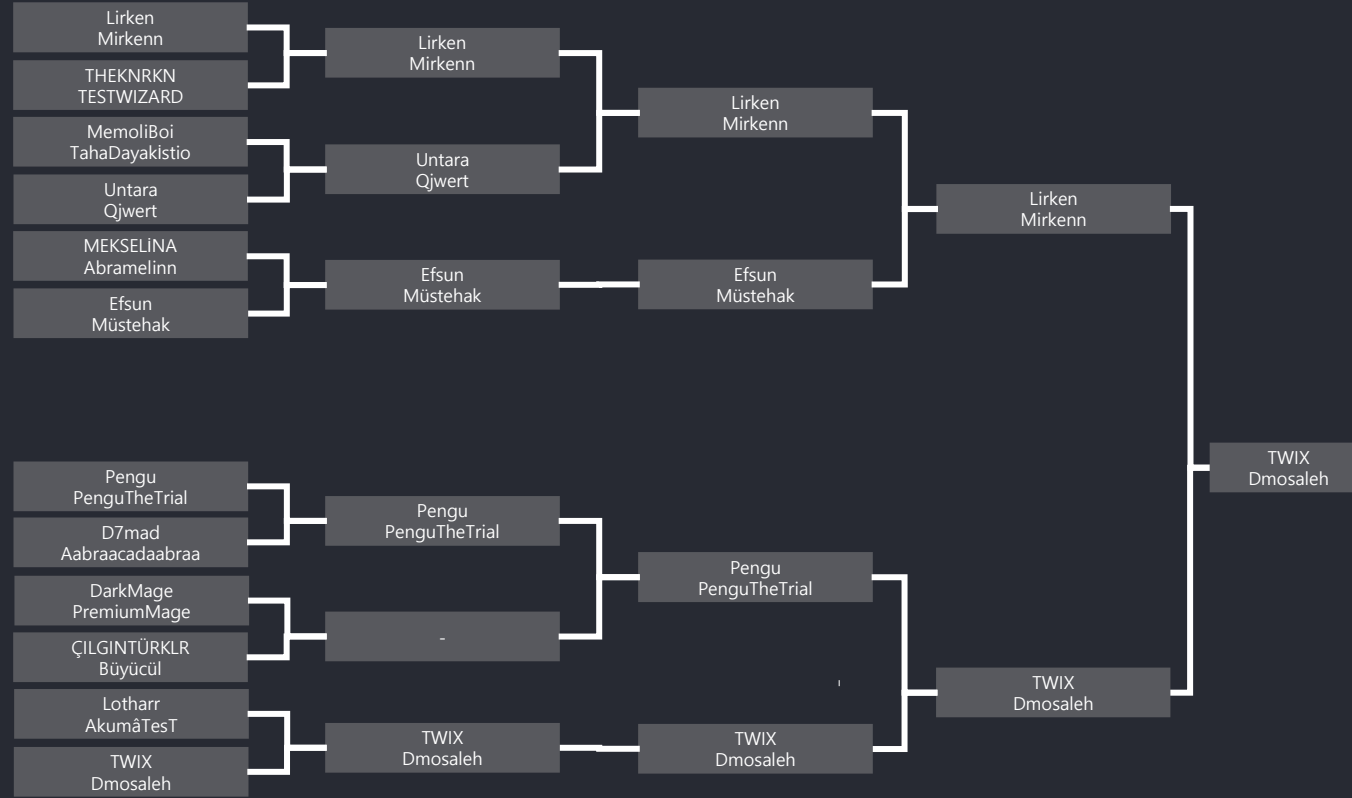 Lirken
Mirkenn
THEKNRKN
TESTWIZARD
MemoliBoi
TahaDayakİstio
Untara
Qjwert
MEKSELİNA
Abramelinn
Efsun
Müstehak
Pengu
PenguTheTrial
D7mad
Aabraacadaabraa
DarkMage
PremiumMage
ÇILGINTÜRKLR
Büyücül
Lotharr
AkumâTesT
TWIX
Dmosaleh
Lirken
Mirkenn
Untara
Qjwert
Efsun
Müstehak
Pengu
PenguTheTrial
-
TWIX
Dmosaleh
Lirken
Mirkenn
Efsun
Müstehak
Pengu
PenguTheTrial
TWIX
Dmosaleh
Lirken
Mirkenn
TWIX
Dmosaleh
TWIX
Dmosaleh